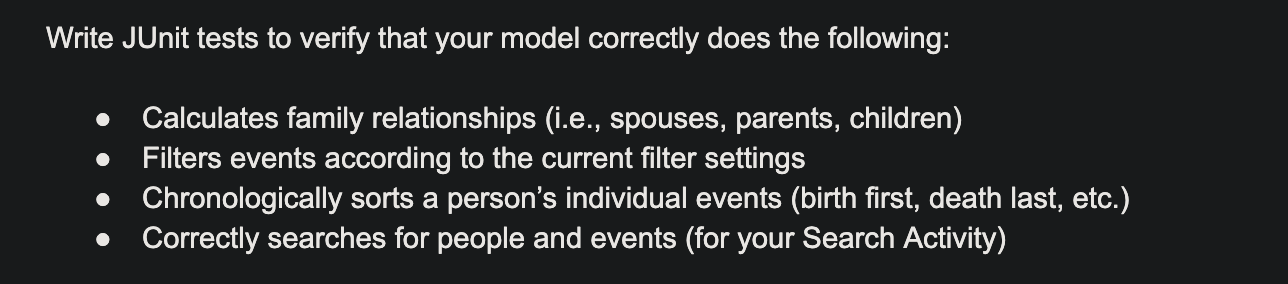 Write JUnit tests to verify that your model correctly does the following:
● Calculates family relationships (i.e., spouses, parents, children)
● Filters events according to the current filter settings
● Chronologically sorts a person’s individual events (birth first, death last, etc.)
● Correctly searches for people and events (for your Search Activity)